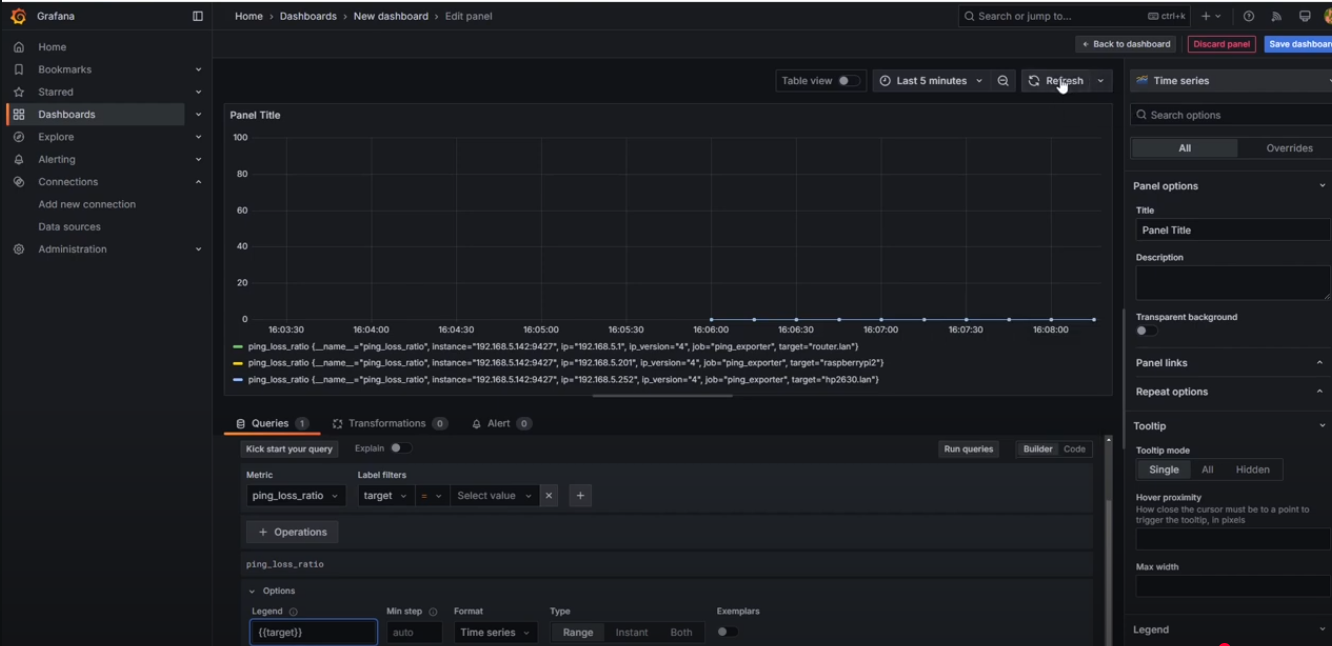 Grafana
Home › Dashboards › New dashboard › Edit panel
Search or jump to...
ctrl+k
Back to dashboard
Discard panel
Save dashboar
Home
Bookmarks
Starred
Dashboards
Explore
Alerting
Connections
Add new connection
Data sources
Administration
Table view
Last 5 minutes
Refresh
Panel Title
100
80
60
40
20
0
16:03:30 16:04:00 16:04:30 16:05:00 16:05:30 16:06:00 16:06:30 16:07:00 16:07:30 16:08:00
ping_loss_ratio {__name__="ping_loss_ratio", instance="192.168.5.142:9427", ip="192.168.5.1", ip_version="4", job="ping_exporter", target="router.lan"}
ping_loss_ratio {__name__="ping_loss_ratio", instance="192.168.5.142:9427", ip="192.168.5.201", ip_version="4", job="ping_exporter", target="raspberrypi2"}
ping_loss_ratio {__name__="ping_loss_ratio", instance="192.168.5.142:9427", ip="192.168.5.252", ip_version="4", job="ping_exporter", target="hp2630.lan"}
Queries 1
Transformations 0
Alert 0
Kick start your query
Explain
Run queries
Builder Code
Metric
Label filters
ping_loss_ratio
target = Select value × +
+ Operations
ping_loss_ratio
Options
Legend
Min step
Format
Type
Exemplars
{{target}}
auto
Time series
Range Instant Both
Time series
Search options
All Overrides
Panel options
Title
Panel Title
Description
Transparent background
Panel links
Repeat options
Tooltip
Tooltip mode
Single All Hidden
Hover proximity
How close the cursor must be to a point to
trigger the tooltip, in pixels
Max width
Legend